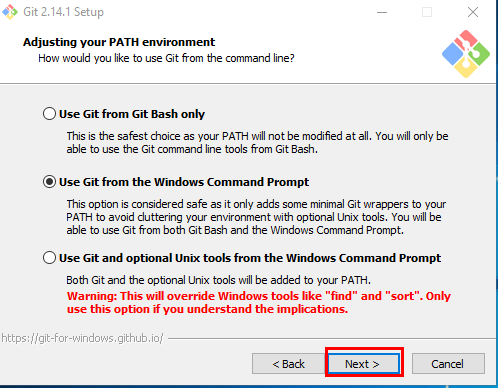 Git 2.14.1 Setup
Adjusting your PATH environment
How would you like to use Git from the command line?
Use Git from Git Bash only
This is the safest choice as your PATH will not be modified at all. You will only
be able to use the Git command line tools from Git Bash.
Use Git from the Windows Command Prompt
This option is considered safe as it only adds some minimal Git wrappers to your
PATH to avoid cluttering your environment with optional Unix tools. You will be
able to use Git from both Git Bash and the Windows Command Prompt.
Use Git and optional Unix tools from the Windows Command Prompt
Both Git and the optional Unix tools will be added to your PATH.
Warning: This will override Windows tools like "find" and "sort". Only
use this option if you understand the implications.
https://git-for-windows.github.io/
< Back Next > Cancel